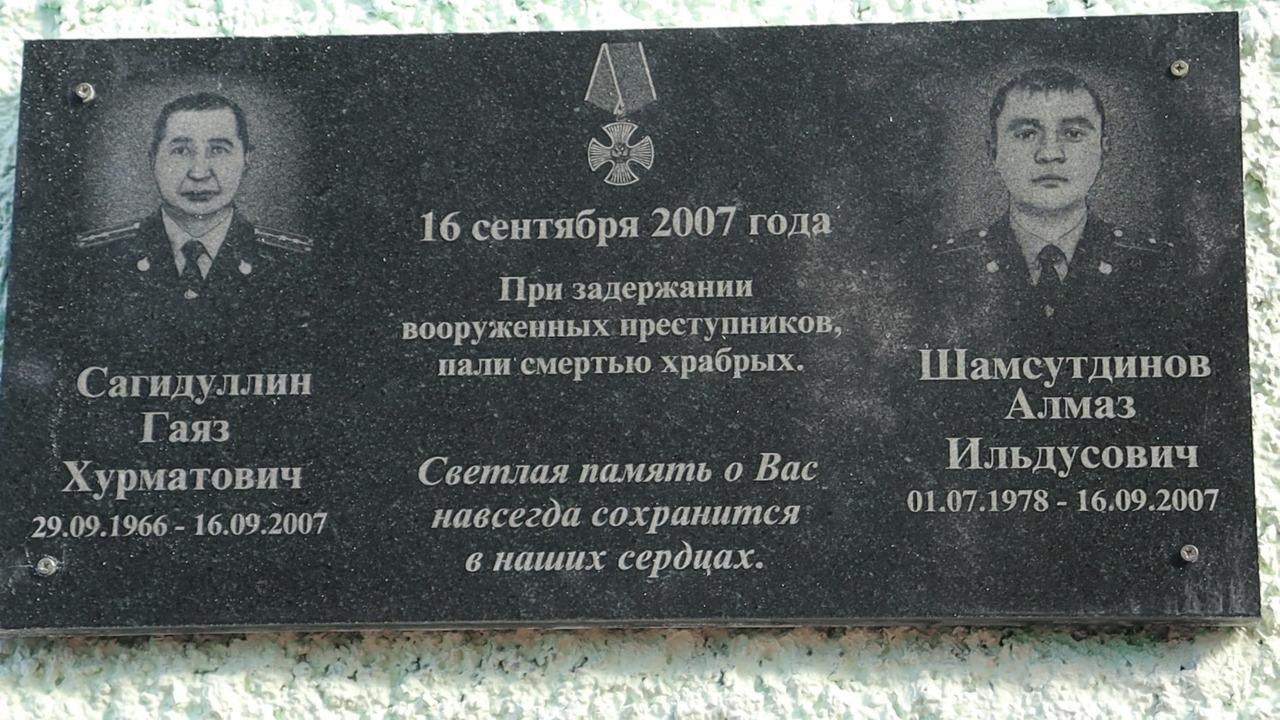 16 сентября 2007 года
При задержании
вооруженных преступников,
пали смертью храбрых.
Светлая память о Вас
навсегда сохранится
в наших сердцах.
Сагидуллин
Гаяз
Хурматович
29.09.1966 - 16.09.2007
Шамсутдинов
Алмаз
Ильдусович
01.07.1978 - 16.09.2007